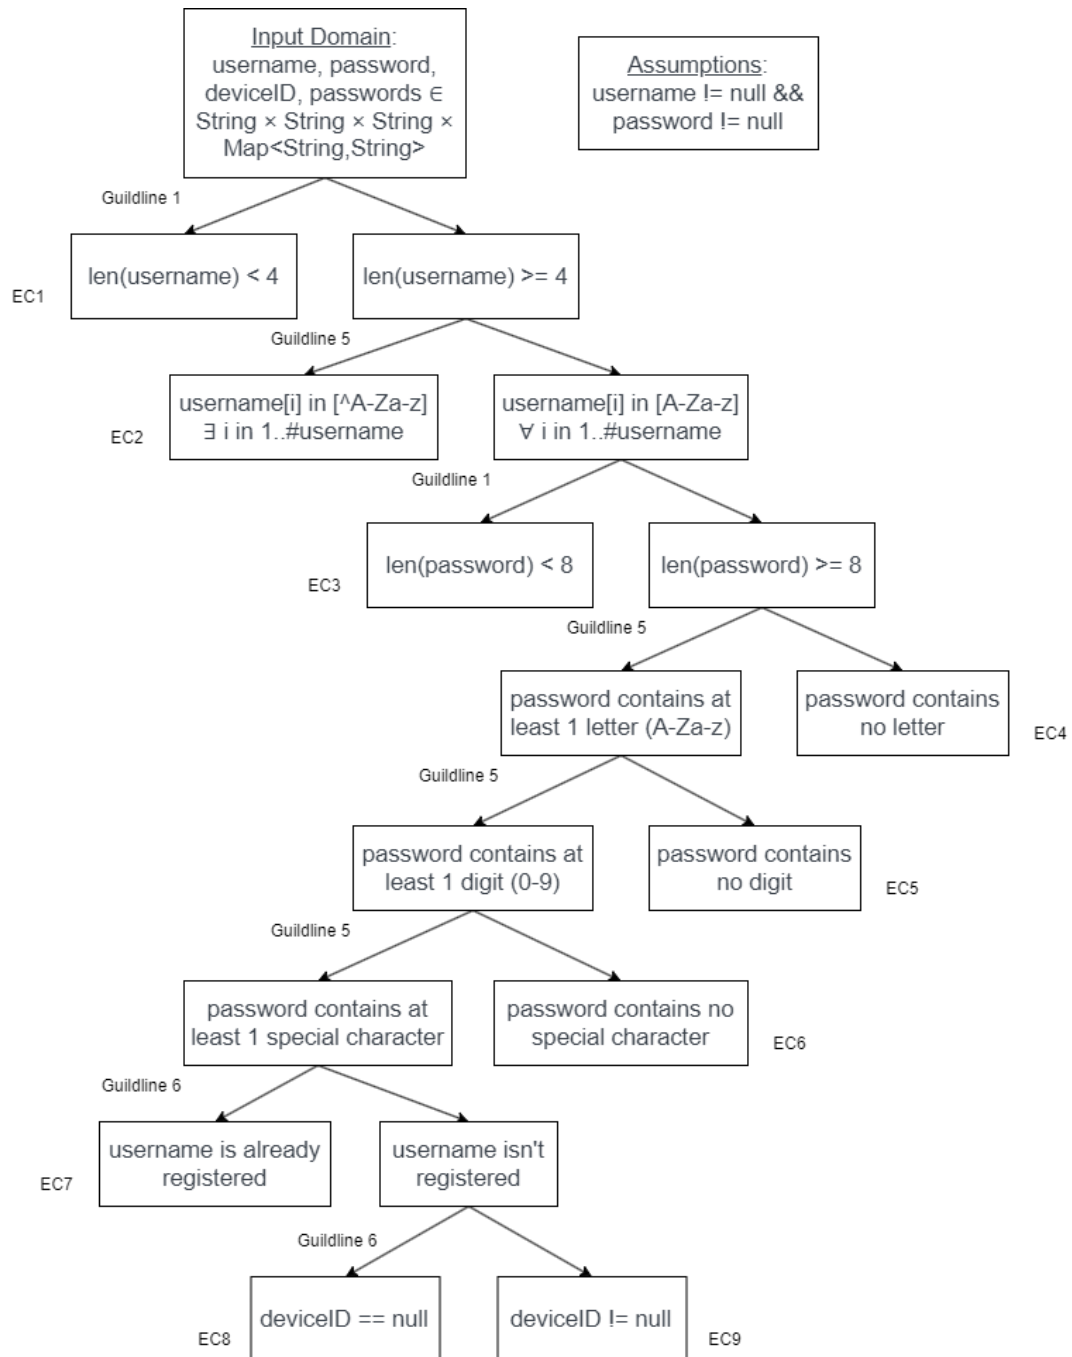 Input Domain:
username, password,
deviceID, passwords ∈
String × String × String ×
Map<String,String>
Assumptions:
username != null &&
password != null
Guildline 1
len(username) < 4
len(username) >= 4
EC1
Guildline 5
username[i] in [^A-Za-z]
∃ i in 1..#username
username[i] in [A-Za-z]
∀ i in 1..#username
EC2
Guildline 1
len(password) < 8
len(password) >= 8
EC3
Guildline 5
password contains at
least 1 letter (A-Za-z)
password contains
no letter
EC4
Guildline 5
password contains at
least 1 digit (0-9)
password contains
no digit
EC5
Guildline 5
password contains at
least 1 special character
password contains no
special character
EC6
Guildline 6
username is already
registered
username isn't
registered
EC7
Guildline 6
deviceID == null
deviceID != null
EC8
EC9